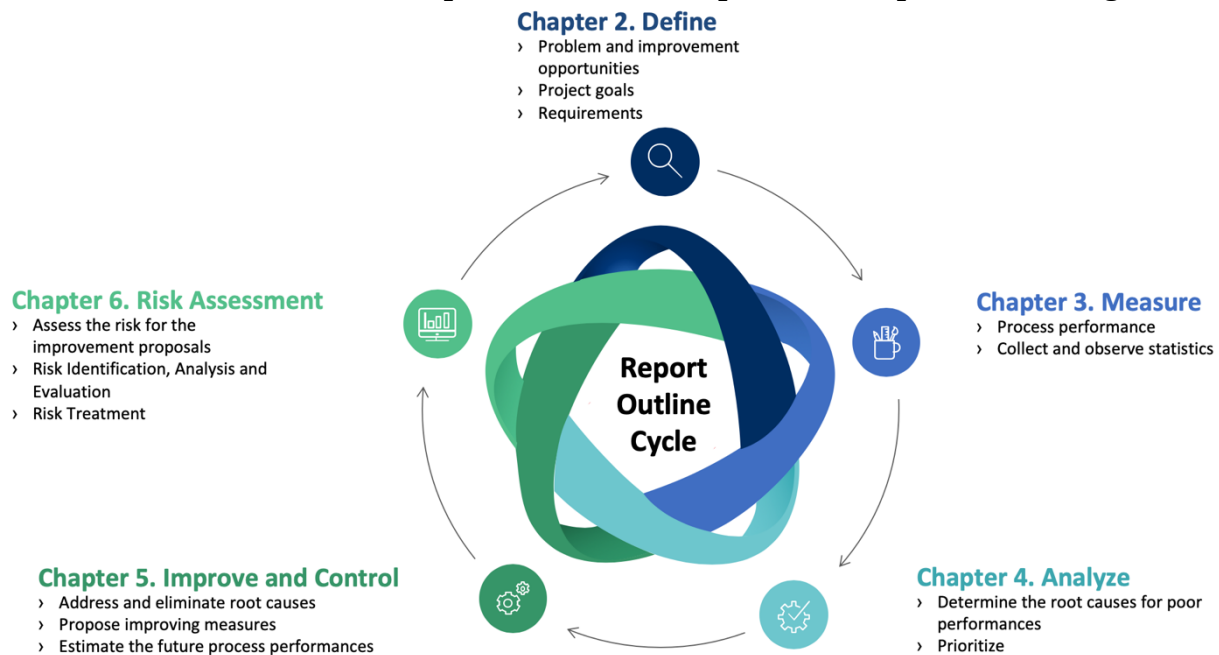 Chapter 2. Define
› Problem and improvement
opportunities
› Project goals
› Requirements
Chapter 3. Measure
› Process performance
› Collect and observe statistics
Chapter 4. Analyze
› Determine the root causes for poor
performances
› Prioritize
Chapter 5. Improve and Control
› Address and eliminate root causes
› Propose improving measures
› Estimate the future process performances
Chapter 6. Risk Assessment
› Assess the risk for the
improvement proposals
› Risk Identification, Analysis and
Evaluation
› Risk Treatment
Report
Outline
Cycle